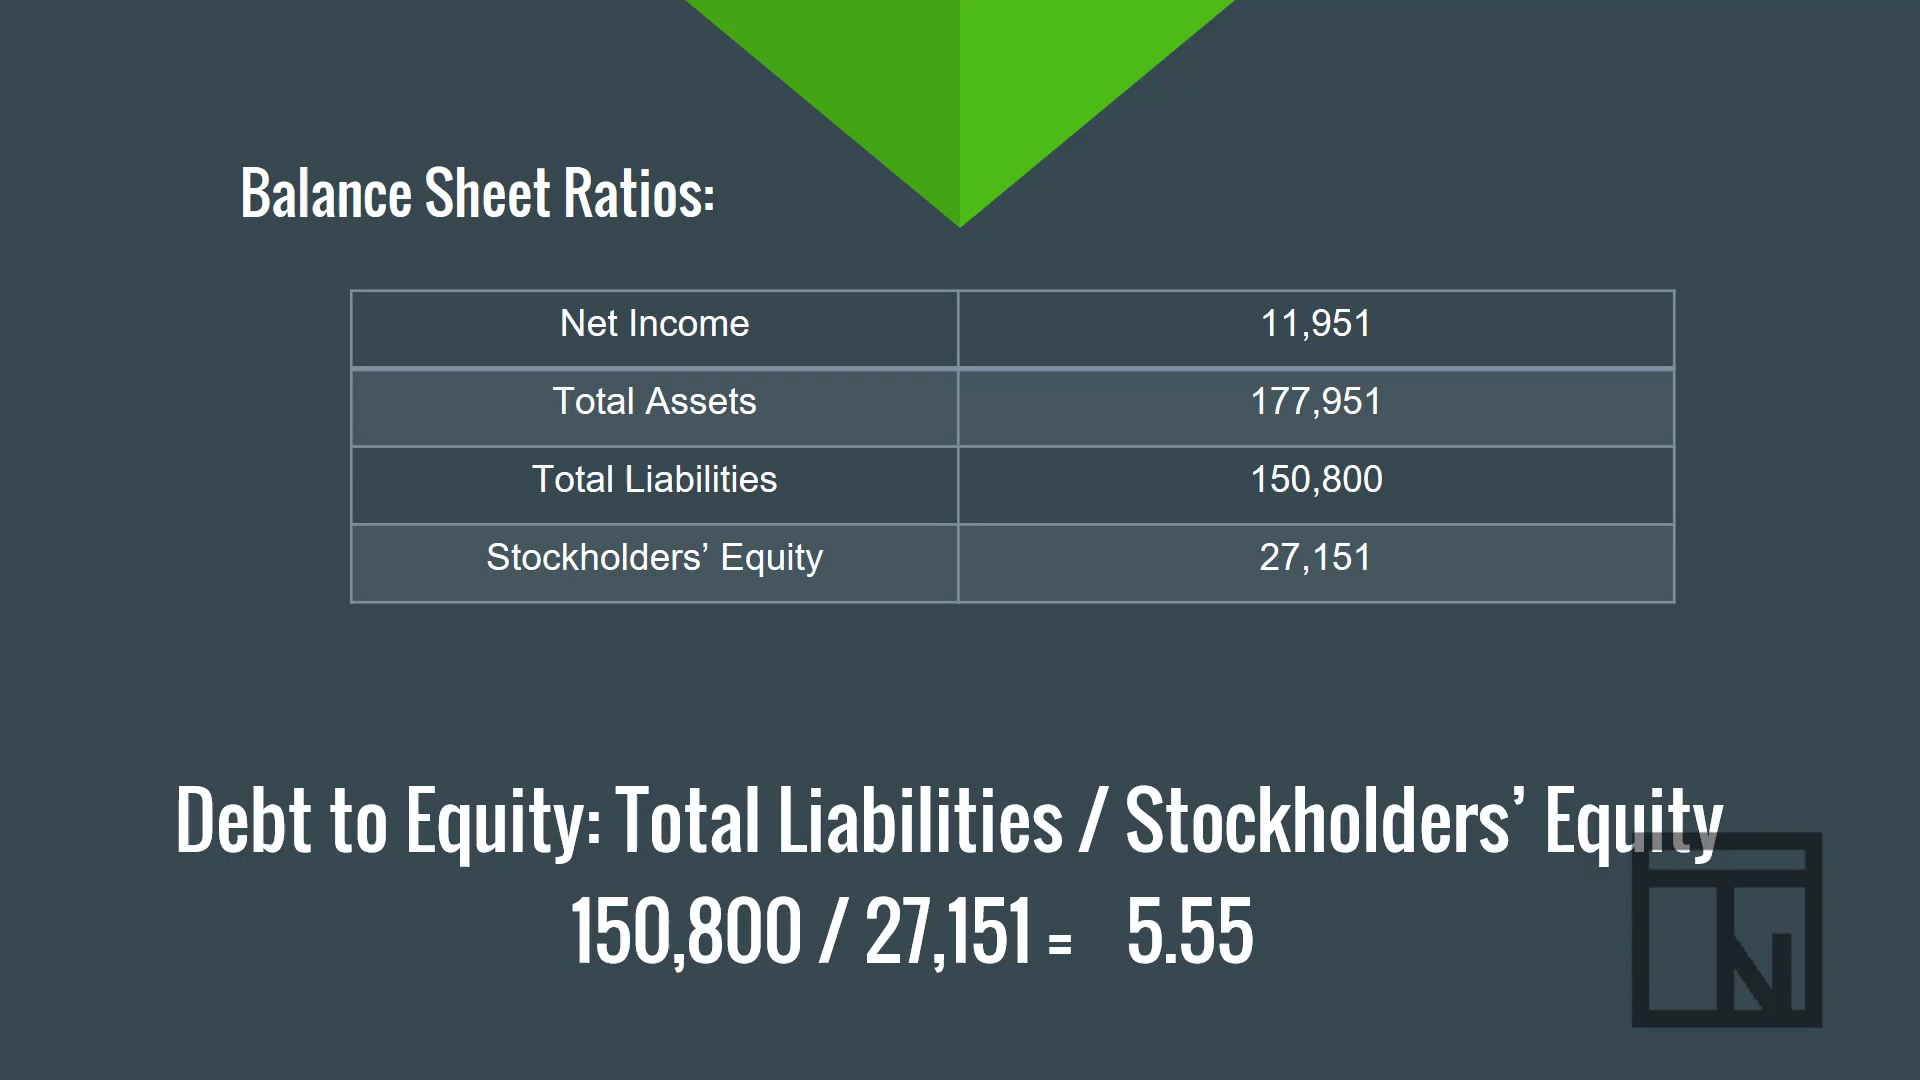 Balance Sheet Ratios:
Net Income 11,951
Total Assets 177,951
Total Liabilities 150,800
Stockholders’ Equity 27,151
Debt to Equity: Total Liabilities / Stockholders’ Equity
150,800 / 27,151 = 5.55
TN